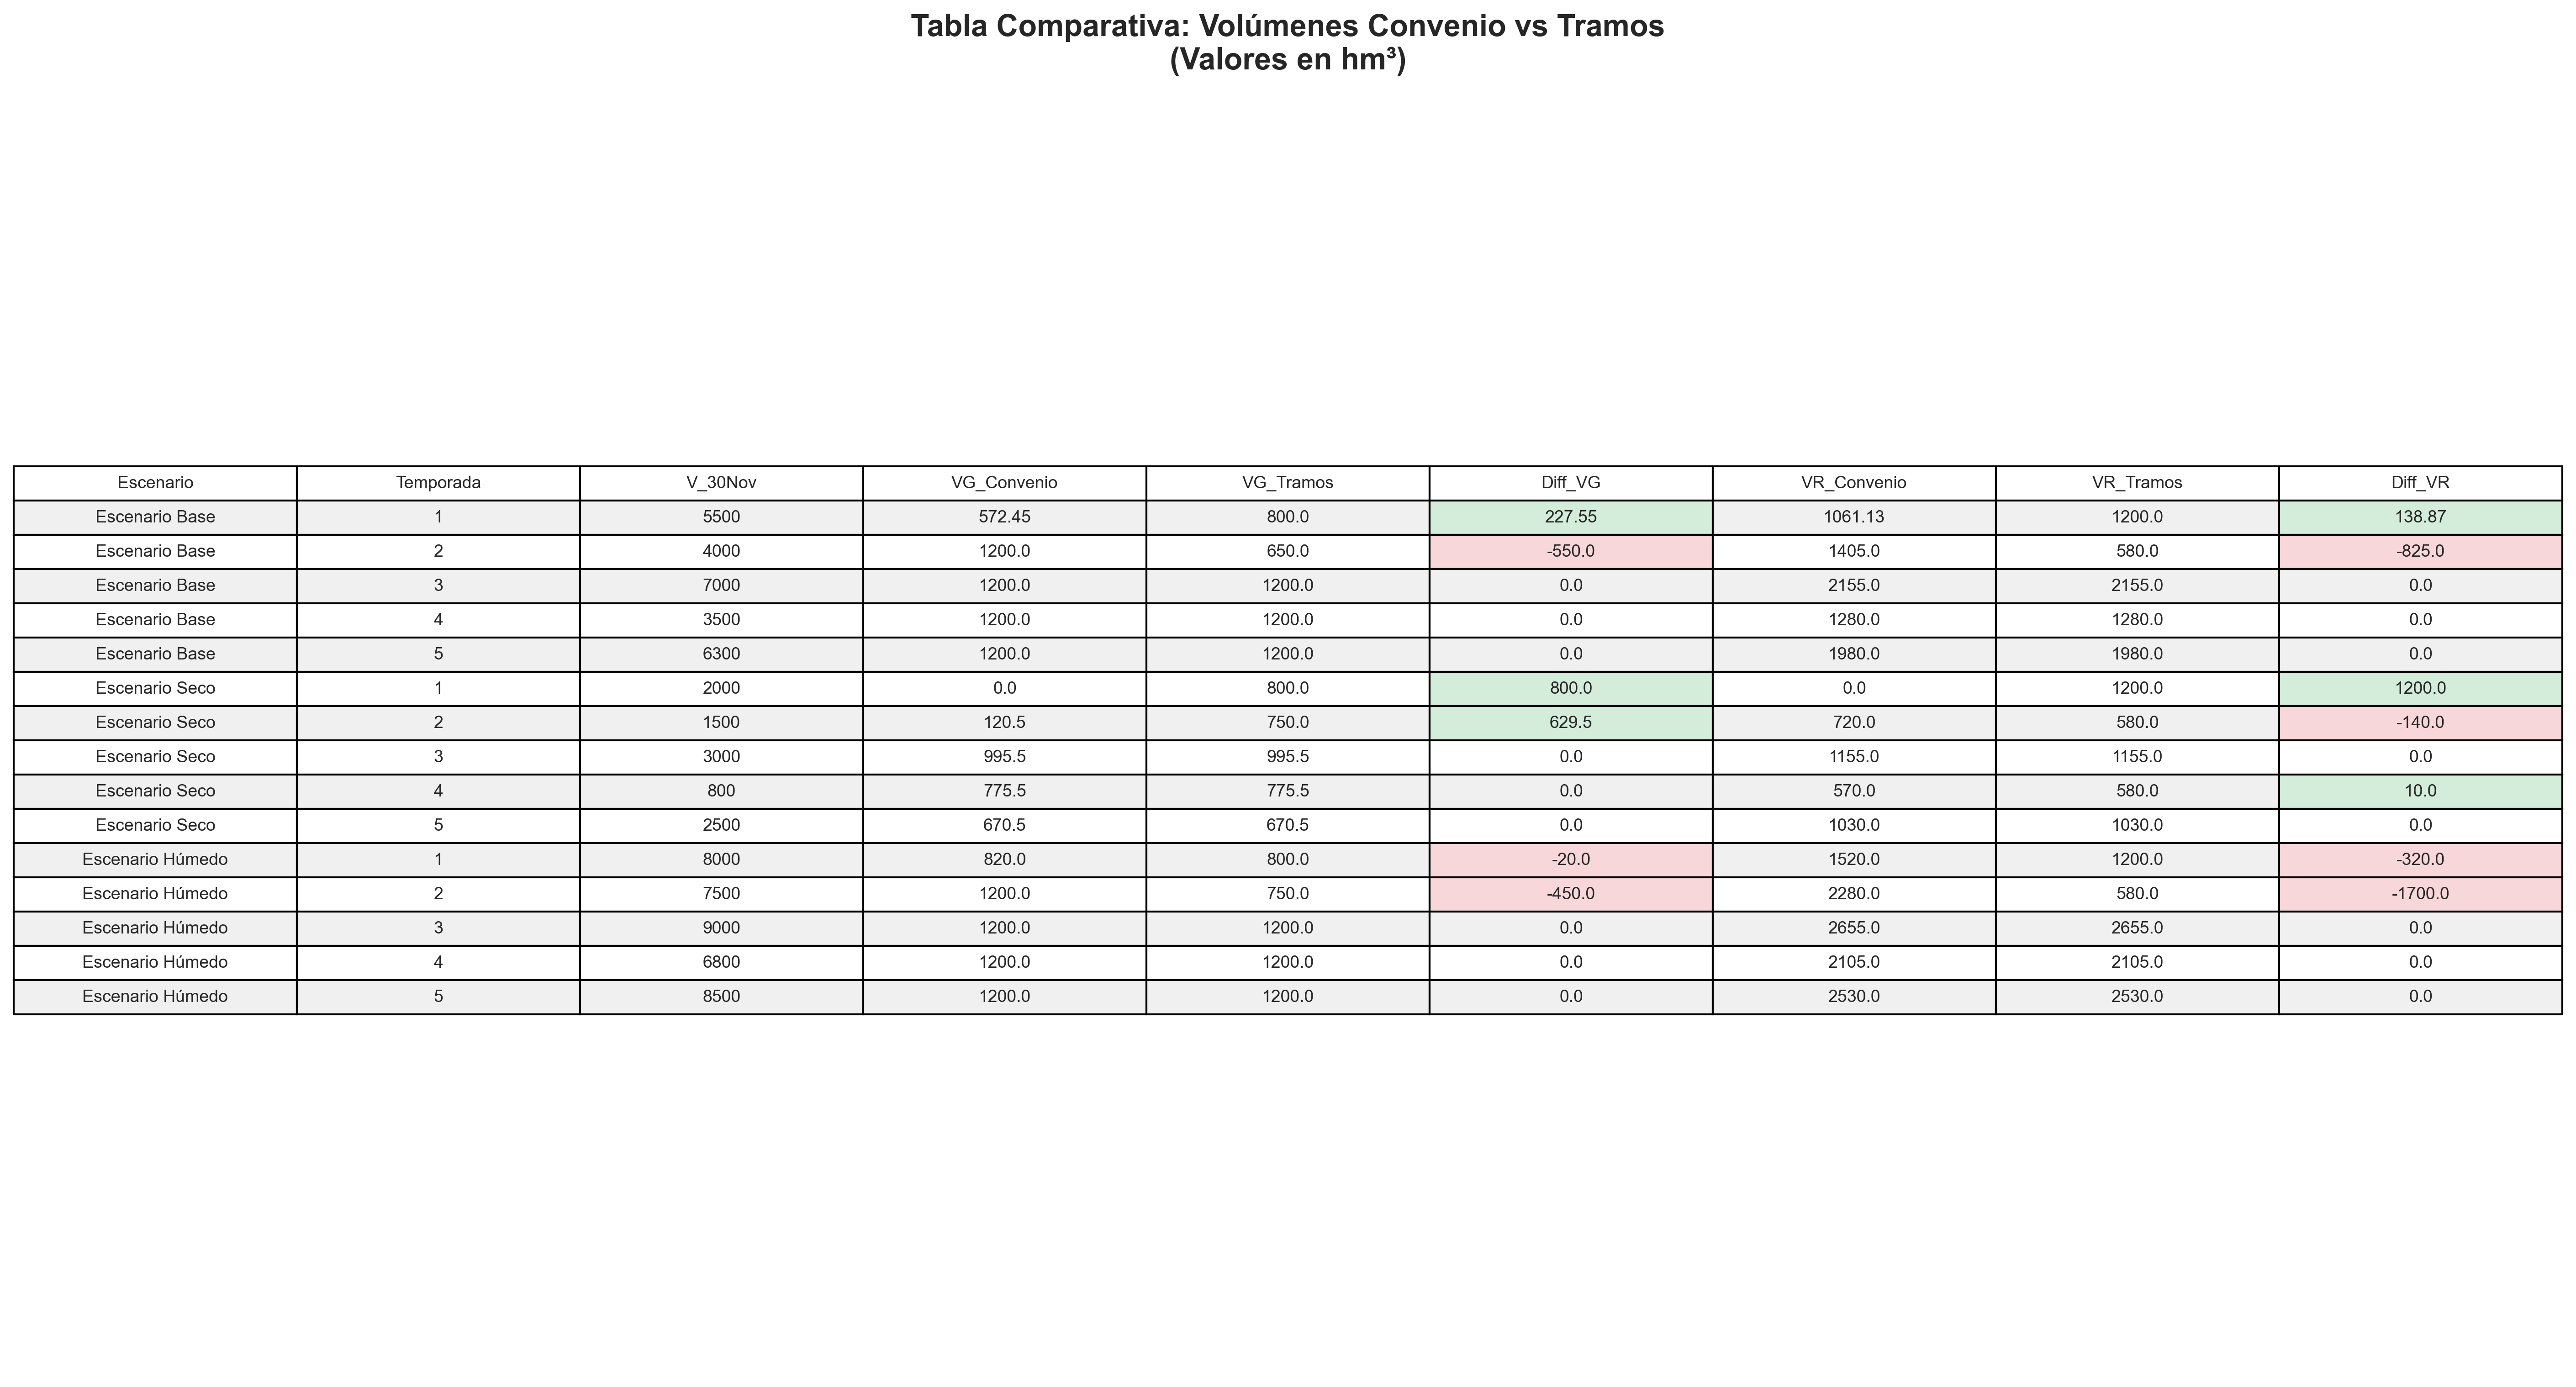 Tabla Comparativa: Volúmenes Convenio vs Tramos
(Valores en hm³)
Escenario Temporada V_30Nov VG_Convenio VG_Tramos Diff_VG VR_Convenio VR_Tramos Diff_VR
Escenario Base 1 5500 572.45 800.0 227.55 1061.13 1200.0 138.87
Escenario Base 2 4000 1200.0 650.0 -550.0 1405.0 580.0 -825.0
Escenario Base 3 7000 1200.0 1200.0 0.0 2155.0 2155.0 0.0
Escenario Base 4 3500 1200.0 1200.0 0.0 1280.0 1280.0 0.0
Escenario Base 5 6300 1200.0 1200.0 0.0 1980.0 1980.0 0.0
Escenario Seco 1 2000 0.0 800.0 800.0 0.0 1200.0 1200.0
Escenario Seco 2 1500 120.5 750.0 629.5 720.0 580.0 -140.0
Escenario Seco 3 3000 995.5 995.5 0.0 1155.0 1155.0 0.0
Escenario Seco 4 800 775.5 775.5 0.0 570.0 580.0 10.0
Escenario Seco 5 2500 670.5 670.5 0.0 1030.0 1030.0 0.0
Escenario Húmedo 1 8000 820.0 800.0 -20.0 1520.0 1200.0 -320.0
Escenario Húmedo 2 7500 1200.0 750.0 -450.0 2280.0 580.0 -1700.0
Escenario Húmedo 3 9000 1200.0 1200.0 0.0 2655.0 2655.0 0.0
Escenario Húmedo 4 6800 1200.0 1200.0 0.0 2105.0 2105.0 0.0
Escenario Húmedo 5 8500 1200.0 1200.0 0.0 2530.0 2530.0 0.0